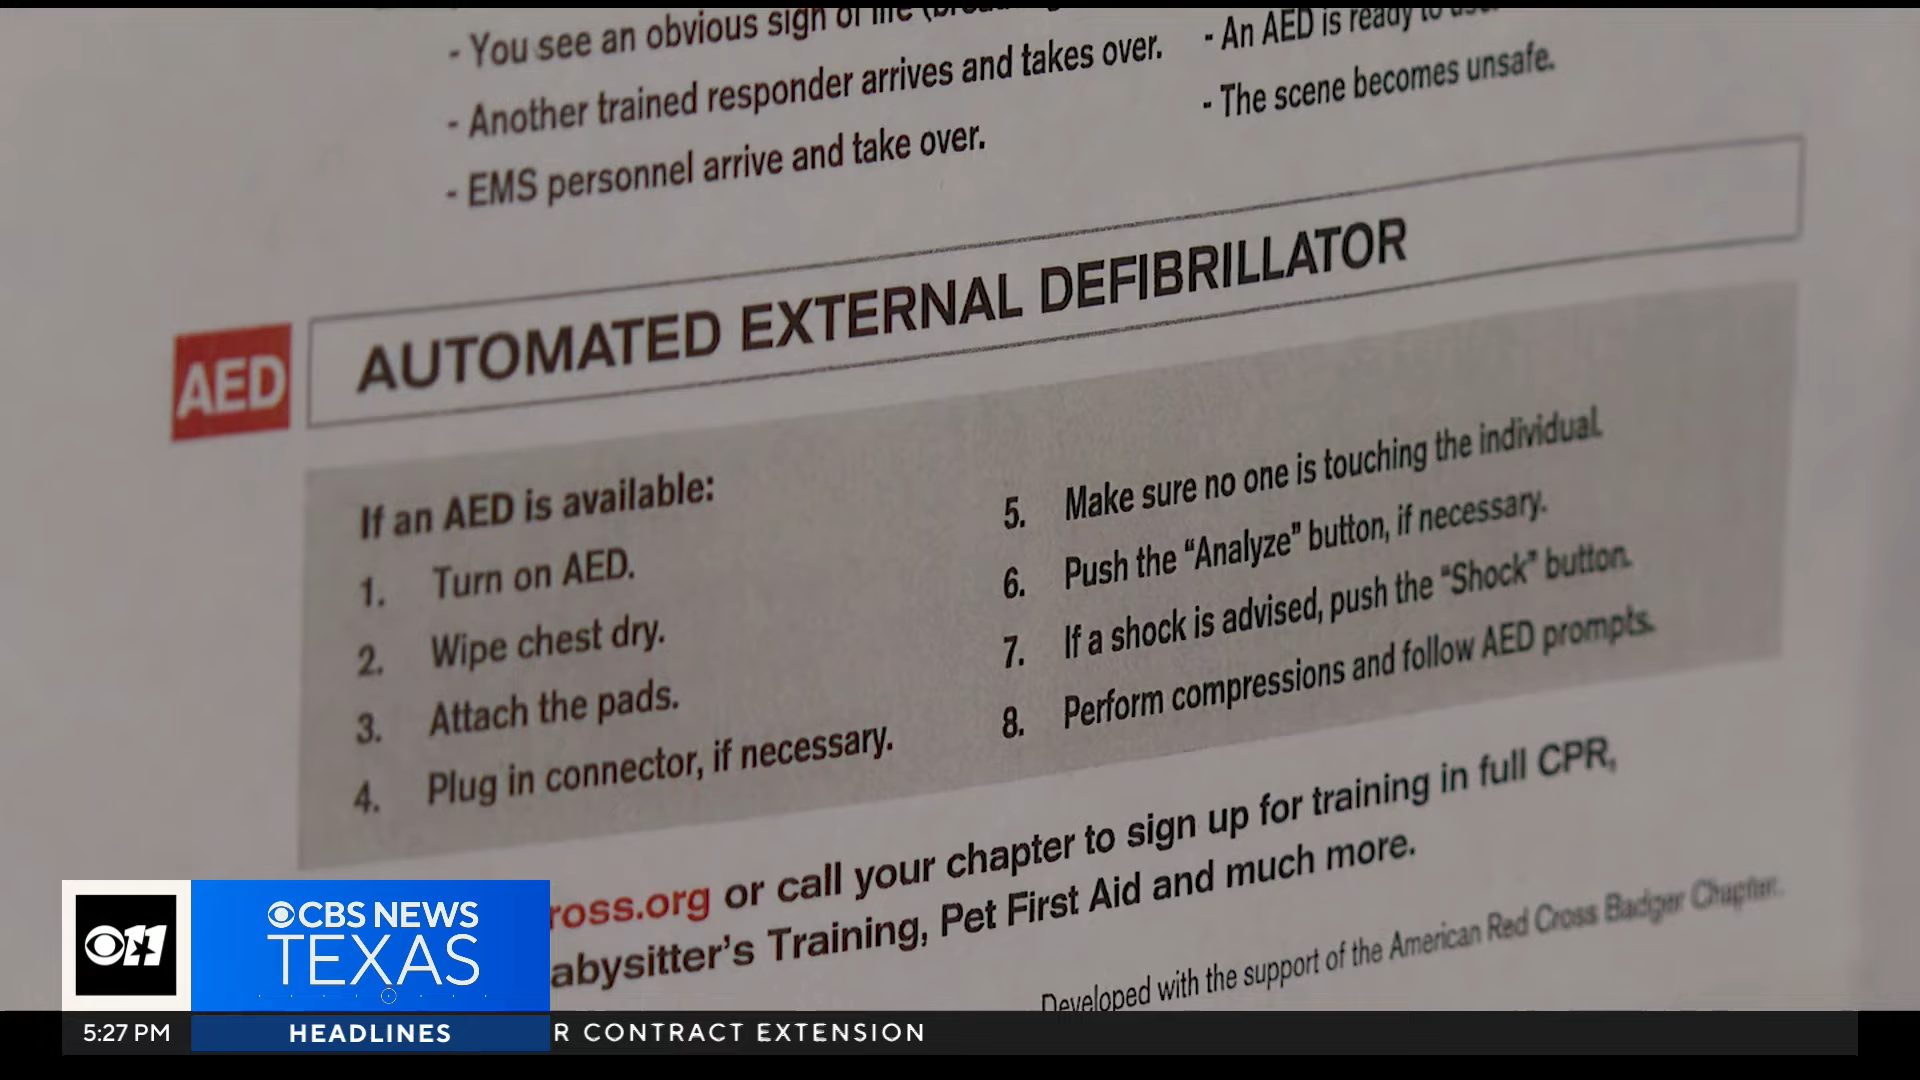 - You see an obvious sign of life
- Another trained responder arrives and takes over.
- EMS personnel arrive and take over.
- An AED is ready to use.
- The scene becomes unsafe.
AED
AUTOMATED EXTERNAL DEFIBRILLATOR
If an AED is available:
1. Turn on AED.
2. Wipe chest dry.
3. Attach the pads.
4. Plug in connector, if necessary.
5. Make sure no one is touching the individual.
6. Push the “Analyze” button, if necessary.
7. If a shock is advised, push the “Shock” button.
8. Perform compressions and follow AED prompts.
ross.org or call your chapter to sign up for training in full CPR,
abysitter's Training, Pet First Aid and much more.
Developed with the support of the American Red Cross Badger Chapter.
11
CBS NEWS
TEXAS
5:27 PM
HEADLINES
R CONTRACT EXTENSION